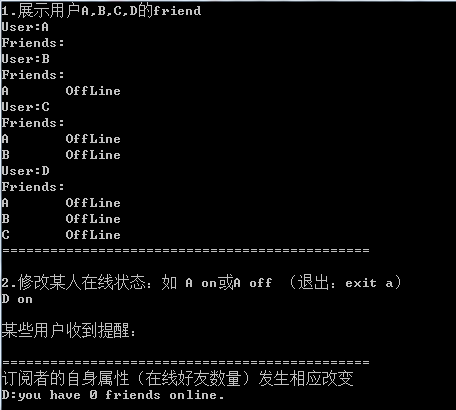 1.展示用户A,B,C,D的friend
User:A
Friends:
User:B
Friends:
A OffLine
User:C
Friends:
A OffLine
B OffLine
User:D
Friends:
A OffLine
B OffLine
C OffLine
==============================================
2.修改某人在线状态：如 A on或A off （退出：exit a）
D on
某些用户收到提醒：
==============================================
订阅者的自身属性（在线好友数量）发生相应改变
D:you have 0 friends online.